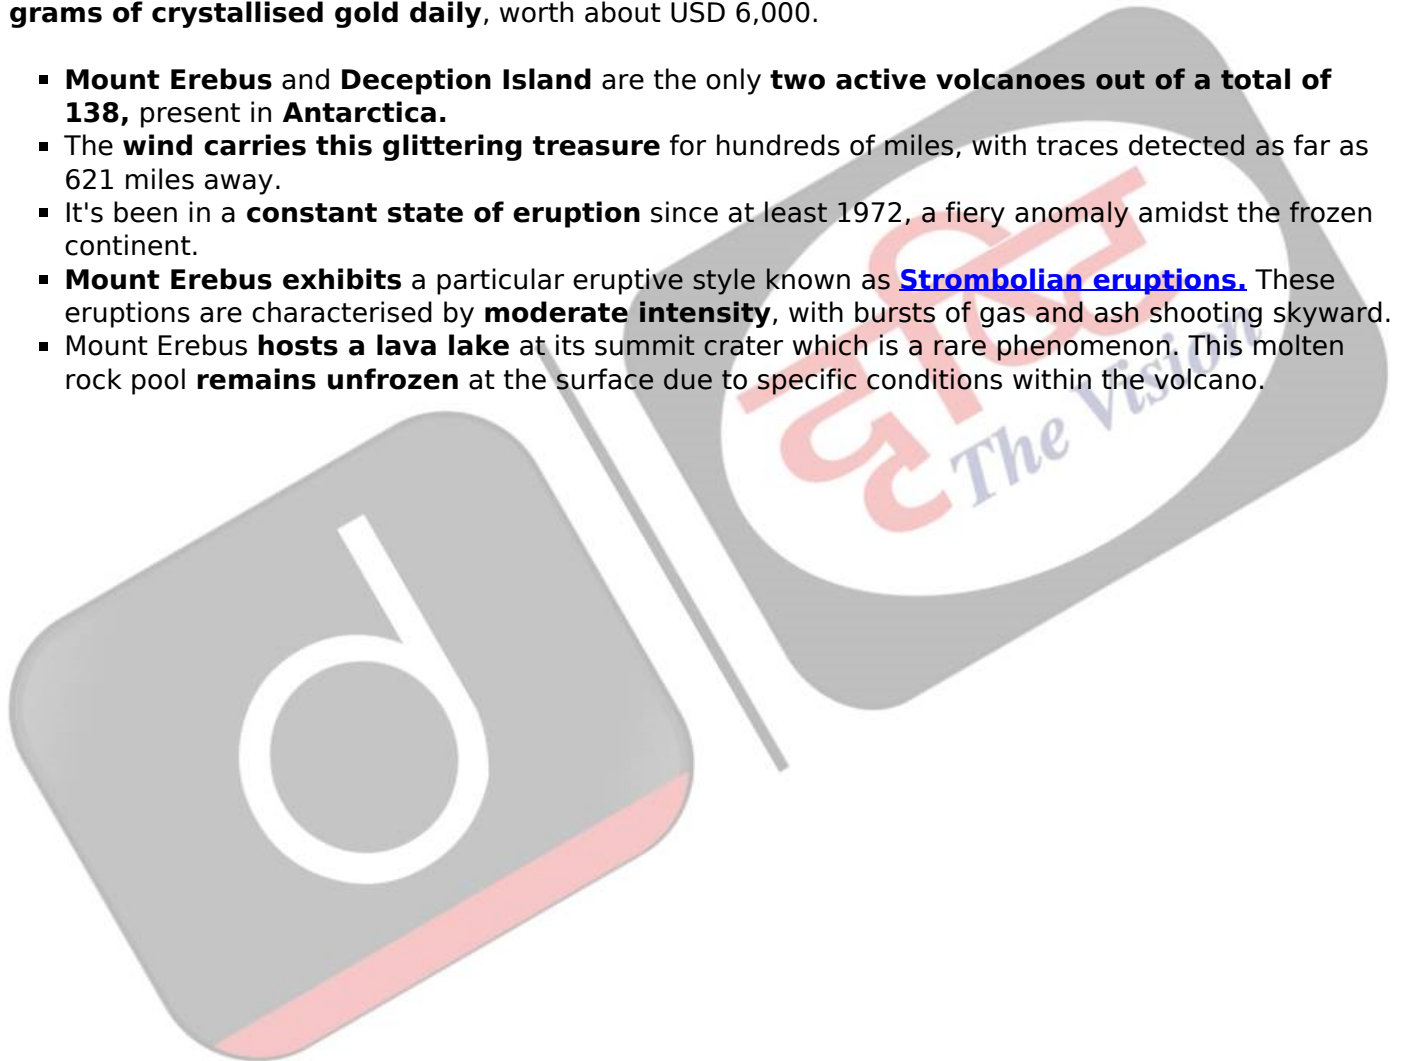 grams of crystallised gold daily, worth about USD 6,000.
▪ Mount Erebus and Deception Island are the only two active volcanoes out of a total of
138, present in Antarctica.
▪ The wind carries this glittering treasure for hundreds of miles, with traces detected as far as
621 miles away.
▪ It's been in a constant state of eruption since at least 1972, a fiery anomaly amidst the frozen
continent.
▪ Mount Erebus exhibits a particular eruptive style known as Strombolian eruptions. These
eruptions are characterised by moderate intensity, with bursts of gas and ash shooting skyward.
▪ Mount Erebus hosts a lava lake at its summit crater which is a rare phenomenon. This molten
rock pool remains unfrozen at the surface due to specific conditions within the volcano.
दृष्टि
The Vision
d